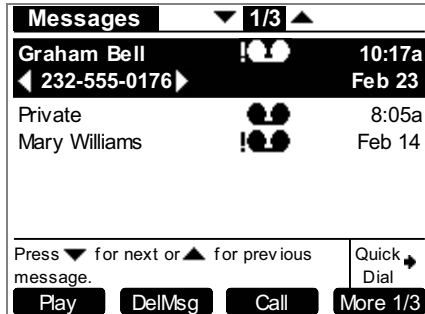 Messages ▼ 1/3 ▲
Graham Bell ! 10:17a
◀ 232-555-0176 ▶ Feb 23
Private 8:05a
Mary Williams ! Feb 14
Press ▼ for next or ▲ for previous
message.
Quick ➧
Dial
Play DelMsg Call More 1/3